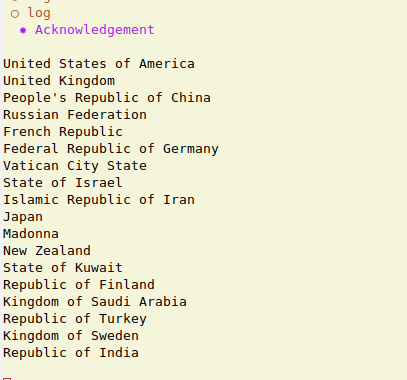 log
Acknowledgement
United States of America
United Kingdom
People's Republic of China
Russian Federation
French Republic
Federal Republic of Germany
Vatican City State
State of Israel
Islamic Republic of Iran
Japan
Madonna
New Zealand
State of Kuwait
Republic of Finland
Kingdom of Saudi Arabia
Republic of Turkey
Kingdom of Sweden
Republic of India